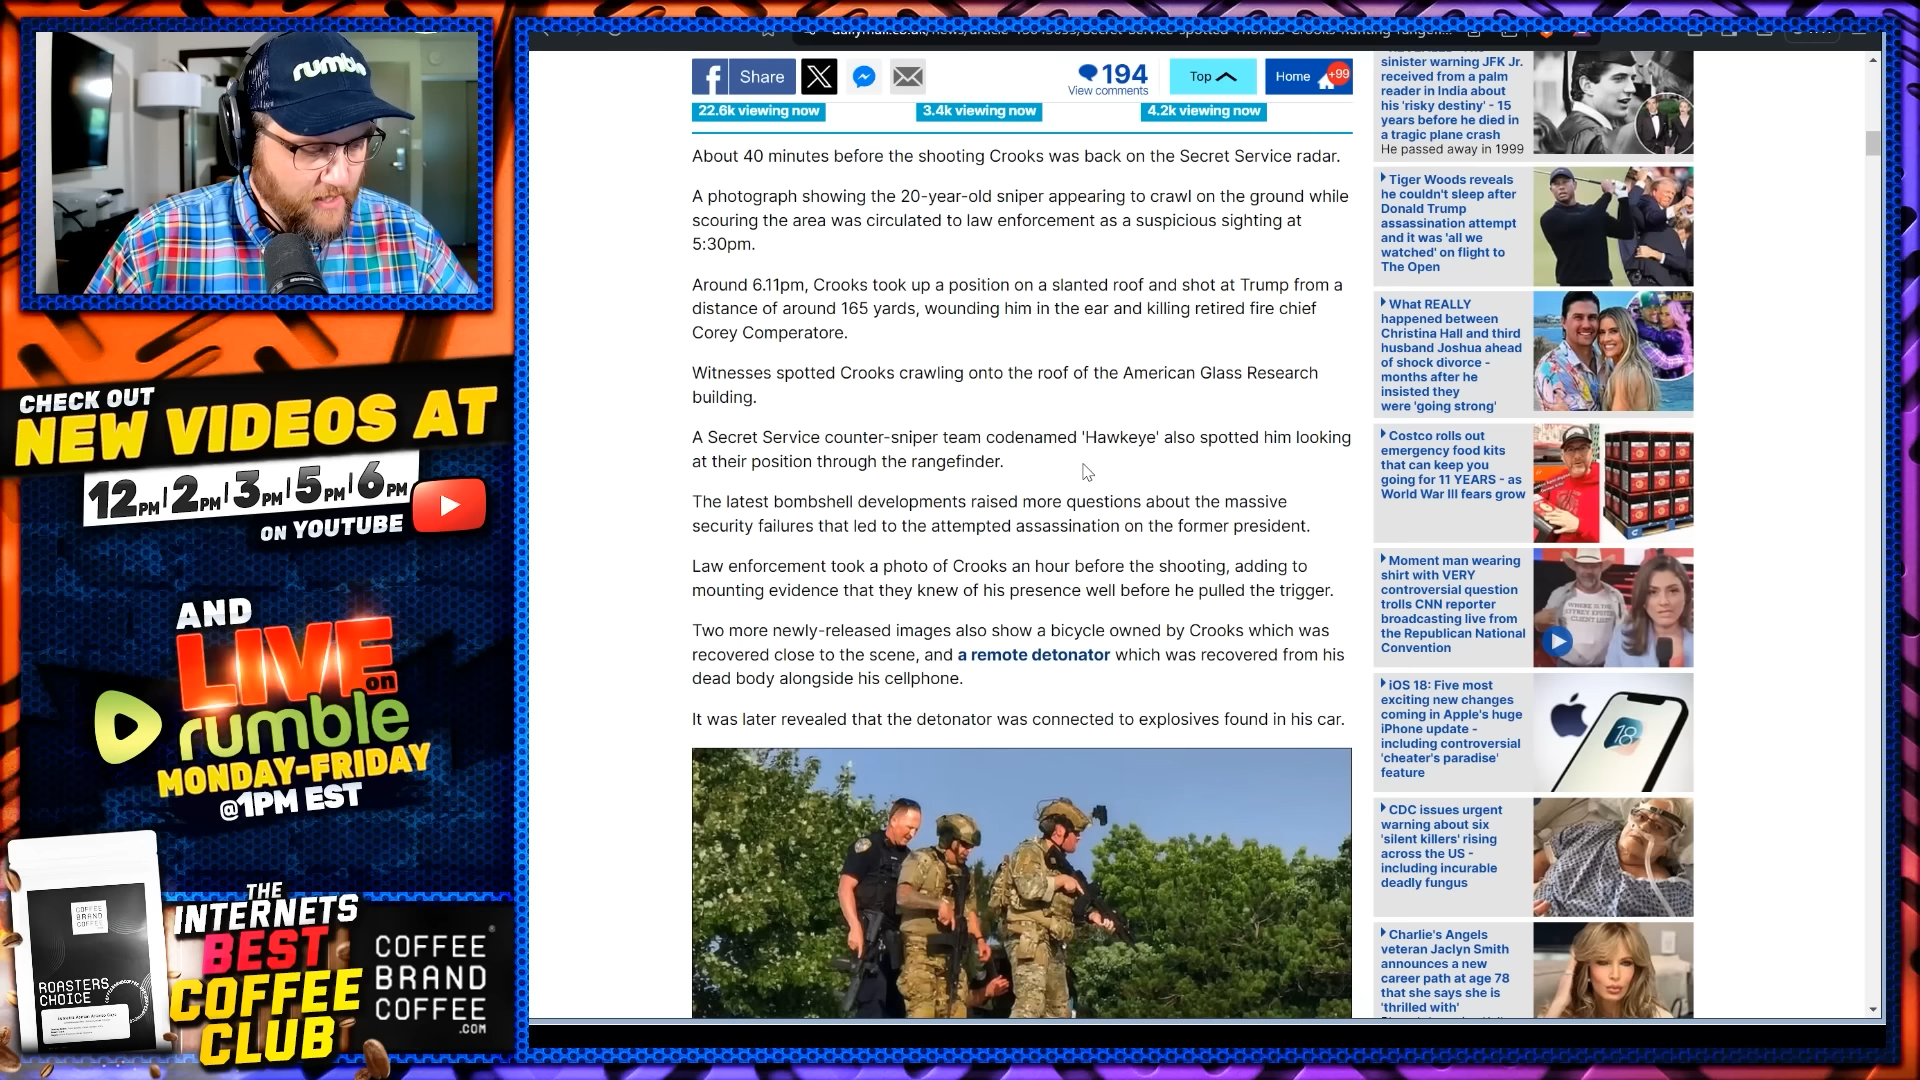 rumble
CHECK OUT
NEW VIDEOS AT
12PM | 2PM | 3PM | 5PM | 6PM
ON YOUTUBE
AND
LIVE
on
rumble
MONDAY-FRIDAY
@1PM EST
COFFEE
BRAND
COFFEE
ROASTERS
CHOICE
THE
INTERNETS
BEST
COFFEE
CLUB
COFFEE
BRAND
COFFEE
.COM
Share
194
View comments
Top
Home
+99
22.6k viewing now
3.4k viewing now
4.2k viewing now
About 40 minutes before the shooting Crooks was back on the Secret Service radar.
A photograph showing the 20-year-old sniper appearing to crawl on the ground while
scouring the area was circulated to law enforcement as a suspicious sighting at
5:30pm.
Around 6.11pm, Crooks took up a position on a slanted roof and shot at Trump from a
distance of around 165 yards, wounding him in the ear and killing retired fire chief
Corey Comperatore.
Witnesses spotted Crooks crawling onto the roof of the American Glass Research
building.
A Secret Service counter-sniper team codenamed 'Hawkeye' also spotted him looking
at their position through the rangefinder.
The latest bombshell developments raised more questions about the massive
security failures that led to the attempted assassination on the former president.
Law enforcement took a photo of Crooks an hour before the shooting, adding to
mounting evidence that they knew of his presence well before he pulled the trigger.
Two more newly-released images also show a bicycle owned by Crooks which was
recovered close to the scene, and a remote detonator which was recovered from his
dead body alongside his cellphone.
It was later revealed that the detonator was connected to explosives found in his car.
sinister warning JFK Jr.
received from a palm
reader in India about
his 'risky destiny' - 15
years before he died in
a tragic plane crash
He passed away in 1999
Tiger Woods reveals
he couldn't sleep after
Donald Trump
assassination attempt
and it was 'all we
watched' on flight to
The Open
What REALLY
happened between
Christina Hall and third
husband Joshua ahead
of shock divorce -
months after he
insisted they
were 'going strong'
Costco rolls out
emergency food kits
that can keep you
going for 11 YEARS - as
World War III fears grow
Moment man wearing
shirt with VERY
controversial question
trolls CNN reporter
broadcasting live from
the Republican National
Convention
iOS 18: Five most
exciting new changes
coming in Apple's huge
iPhone update -
including controversial
'cheater's paradise'
feature
18
CDC issues urgent
warning about six
'silent killers' rising
across the US -
including incurable
deadly fungus
Charlie's Angels
veteran Jaclyn Smith
announces a new
career path at age 78
that she says she is
'thrilled with'